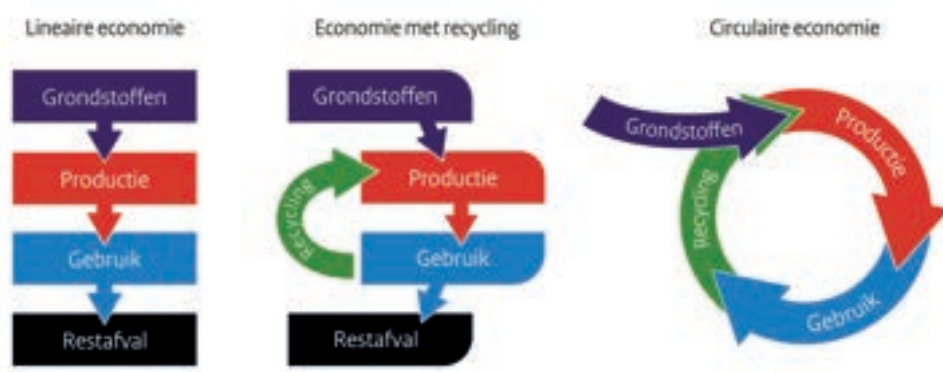 Lineaire economie
Grondstoffen
Productie
Gebruik
Restafval
Economie met recycling
Grondstoffen
Productie
Recycling
Gebruik
Restafval
Circulaire economie
Grondstoffen
Productie
Gebruik
Recycling